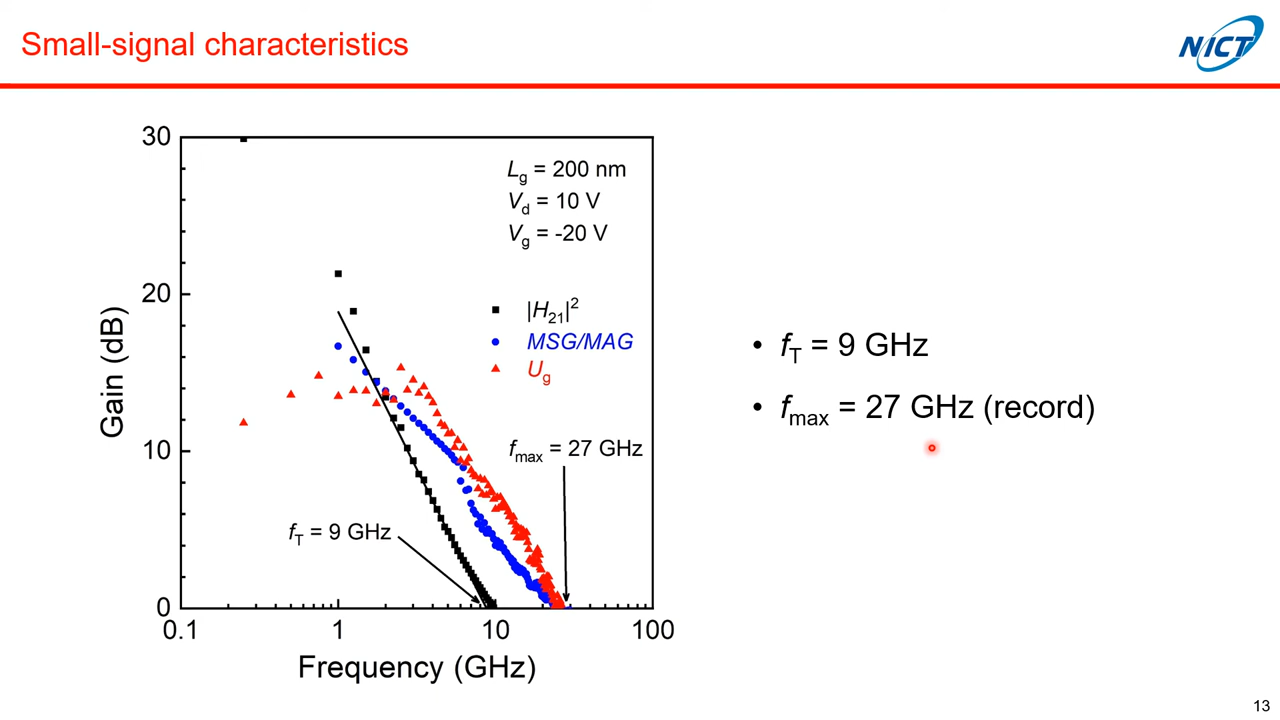 Small-signal characteristics
NICT
30
20
10
0
0.1
1
10
100
Gain (dB)
Frequency (GHz)
Lg = 200 nm
Vd = 10 V
Vg = -20 V
|H21|²
MSG/MAG
Ug
fmax = 27 GHz
fT = 9 GHz
• fT = 9 GHz
• fmax = 27 GHz (record)
13